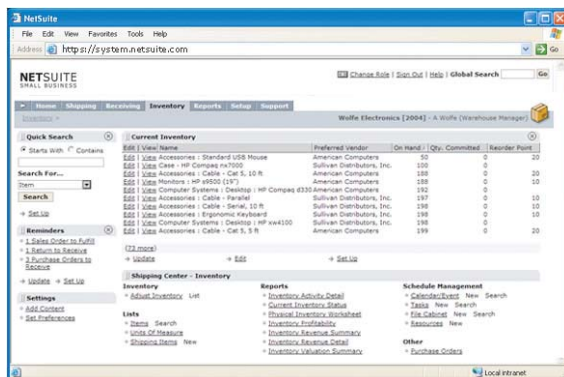 NetSuite
File Edit View Favorites Tools Help
Address https://system.netsuite.com Go
NETSUITE
SMALL BUSINESS
Change Role | Sign Out | Help | Global Search Go
Home Shipping Receiving Inventory Reports Setup Support
Inventory Wolfe Electronics [2004] - A Wolfe (Warehouse Manager)
Quick Search
Starts With Contains
Search For...
Item
Search
Set Up
Reminders
1 Sales Order to Fulfill
1 Return to Receive
3 Purchase Orders to
Receive
Update Set Up
Settings
Add Content
Set Preferences
Current Inventory
Edit | View Name Preferred Vendor On Hand Qty. Committed Reorder Point
Edit | View Accessories : Standard USB Mouse American Computers 50 0 20
Edit | View Case - HP Compaq nx7000 Sullivan Distributors, Inc. 100 0
Edit | View Accessories : Cable - Cat 5, 10 ft American Computers 188 0 20
Edit | View Monitors : HP s9500 (19") American Computers 188 0 10
Edit | View Computer Systems : Desktop : HP Compaq d330 American Computers 192 0
Edit | View Accessories : Cable - Parallel Sullivan Distributors, Inc. 197 0 10
Edit | View Accessories : Cable - Serial, 10 ft Sullivan Distributors, Inc. 198 0 10
Edit | View Accessories : Ergonomic Keyboard American Computers 198 0 10
Edit | View Computer Systems : Desktop : HP xw4100 Sullivan Distributors, Inc. 198 0
Edit | View Accessories : Cable - Cat 5, 5 ft American Computers 199 0 20
(73 more)
Update Edit Set Up
Shipping Center - Inventory
Inventory
Adjust Inventory List
Lists
Items Search
Units Of Measure
Shipping Items New
Reports
Inventory Activity Detail
Current Inventory Status
Physical Inventory Worksheet
Inventory Profitability
Inventory Revenue Summary
Inventory Revenue Detail
Inventory Valuation Summary
Schedule Management
Calendar/Event New Search
Tasks New Search
File Cabinet New Search
Resources New
Other
Purchase Orders
Local intranet